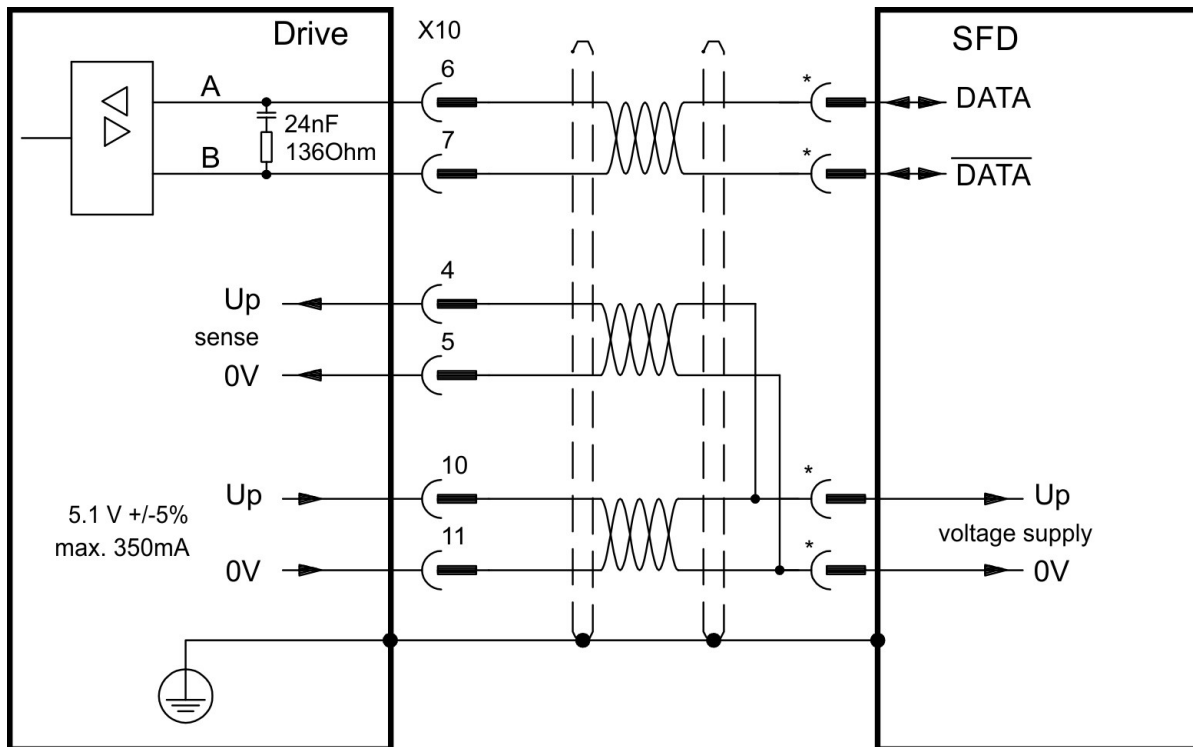 Drive
X10
SFD
6
*
A
DATA
24nF
136Ohm
7
*
B
DATA
4
Up
sense
5
0V
10
*
Up
Up
5.1 V +/-5%
max. 350mA
11
*
voltage supply
0V
0V